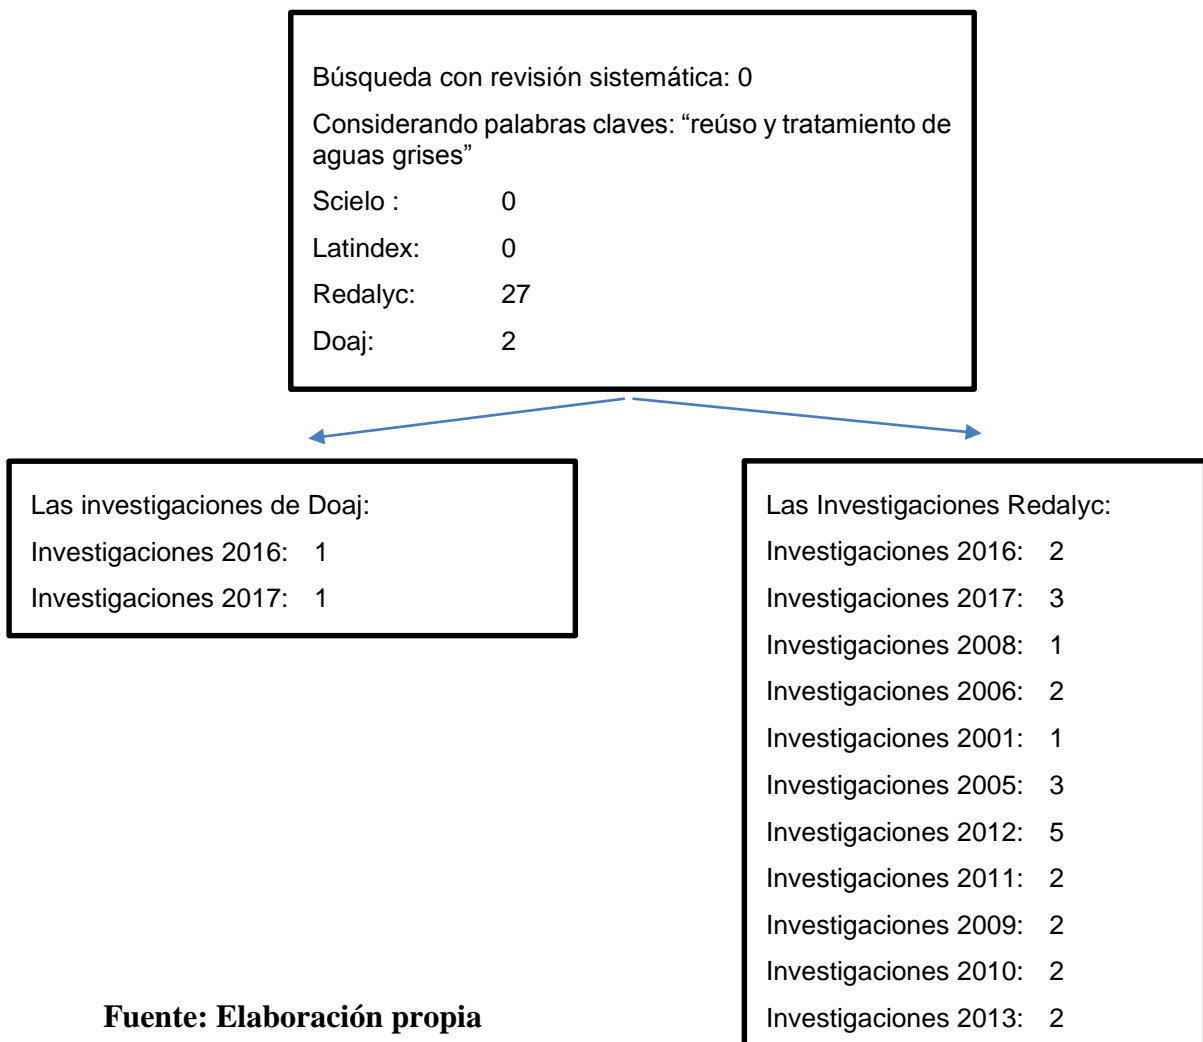 Búsqueda con revisión sistemática: 0
Considerando palabras claves: “reúso y tratamiento de
aguas grises”
Scielo : 0
Latindex: 0
Redalyc: 27
Doaj: 2
Las investigaciones de Doaj:
Investigaciones 2016: 1
Investigaciones 2017: 1
Las Investigaciones Redalyc:
Investigaciones 2016: 2
Investigaciones 2017: 3
Investigaciones 2008: 1
Investigaciones 2006: 2
Investigaciones 2001: 1
Investigaciones 2005: 3
Investigaciones 2012: 5
Investigaciones 2011: 2
Investigaciones 2009: 2
Investigaciones 2010: 2
Investigaciones 2013: 2
Fuente: Elaboración propia